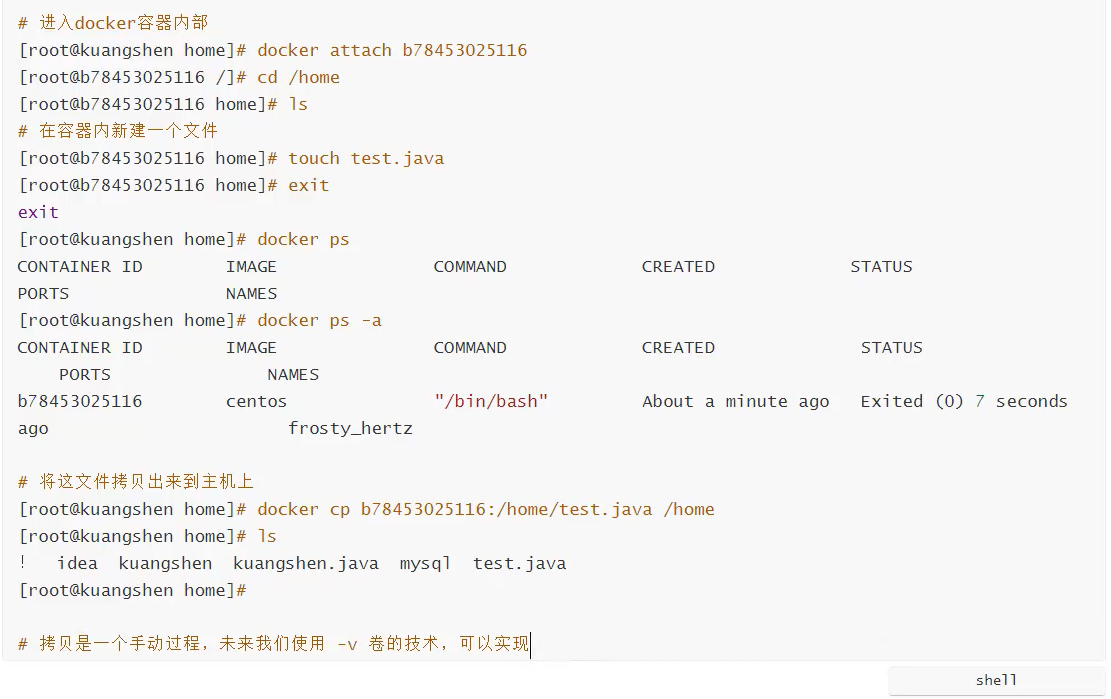 # 进入docker容器内部
[root@kuangshen home]# docker attach b78453025116
[root@b78453025116 /]# cd /home
[root@b78453025116 home]# ls
# 在容器内新建一个文件
[root@b78453025116 home]# touch test.java
[root@b78453025116 home]# exit
exit
[root@kuangshen home]# docker ps
CONTAINER ID        IMAGE               COMMAND             CREATED             STATUS
PORTS               NAMES
[root@kuangshen home]# docker ps -a
CONTAINER ID        IMAGE               COMMAND             CREATED              STATUS
    PORTS               NAMES
b78453025116        centos              "/bin/bash"         About a minute ago   Exited (0) 7 seconds
ago                       frosty_hertz
# 将这文件拷贝出来到主机上
[root@kuangshen home]# docker cp b78453025116:/home/test.java /home
[root@kuangshen home]# ls
!   idea  kuangshen  kuangshen.java  mysql  test.java
[root@kuangshen home]#
# 拷贝是一个手动过程，未来我们使用 -v 卷的技术，可以实现
shell